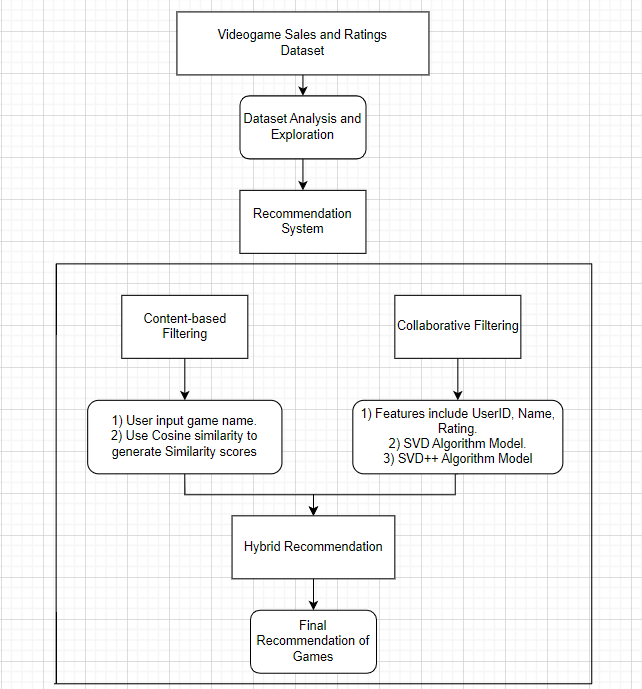 Videogame Sales and Ratings
Dataset
Dataset Analysis and
Exploration
Recommendation
System
Content-based
Filtering
Collaborative Filtering
1) User input game name.
2) Use Cosine similarity to
generate Similarity scores
1) Features include UserID, Name,
Rating.
2) SVD Algorithm Model.
3) SVD++ Algorithm Model
Hybrid Recommendation
Final
Recommendation of
Games